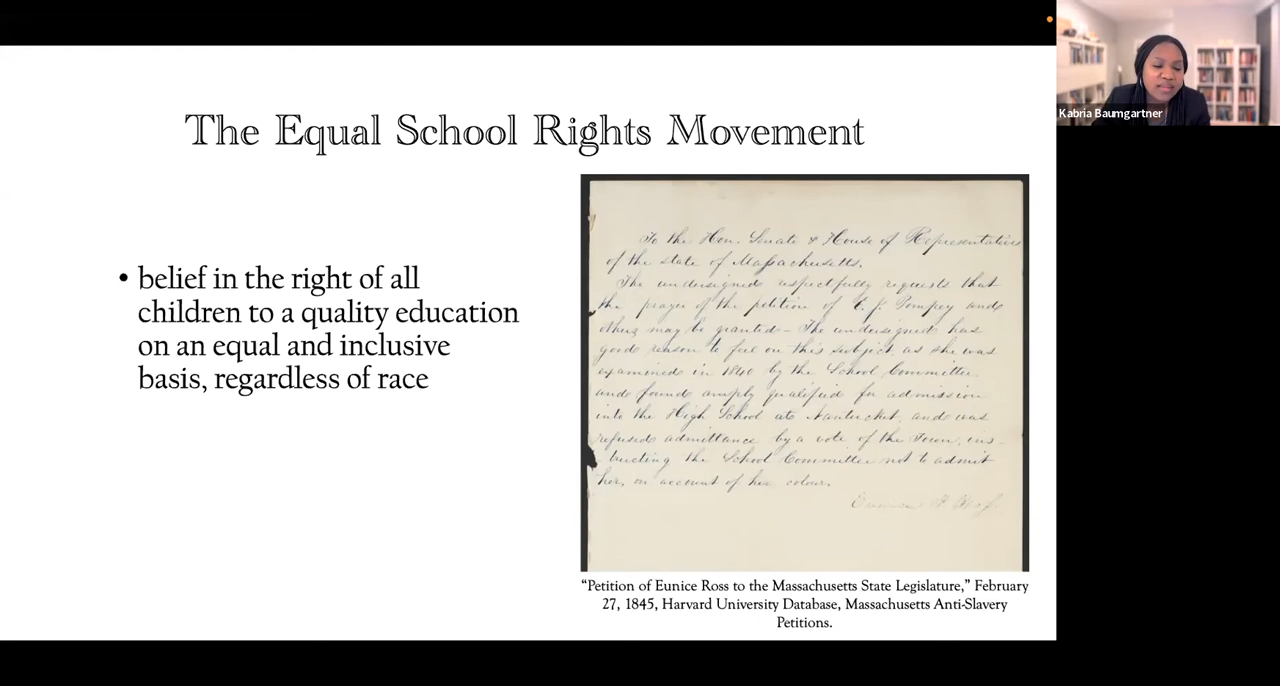 The Equal School Rights Movement
• belief in the right of all
children to a quality education
on an equal and inclusive
basis, regardless of race
To the Hon. Senate & House of Representatives
of the state of Massachusetts.
The undersigned respectfully requests that
the prayer of the petition of E. J. Pompey and
others may be granted – The undersigned has
good reason to feel on this subject, as she was
examined in 1840 by the School Committee
and found amply qualified for admission
into the High School at Nantucket, and was
refused admittance by a vote of the Town, ins-
tructing the School Committee not to admit
her, on account of her colour.
Eunice F. Ross
“Petition of Eunice Ross to the Massachusetts State Legislature,” February
27, 1845, Harvard University Database, Massachusetts Anti-Slavery
Petitions.
Kabria Baumgartner